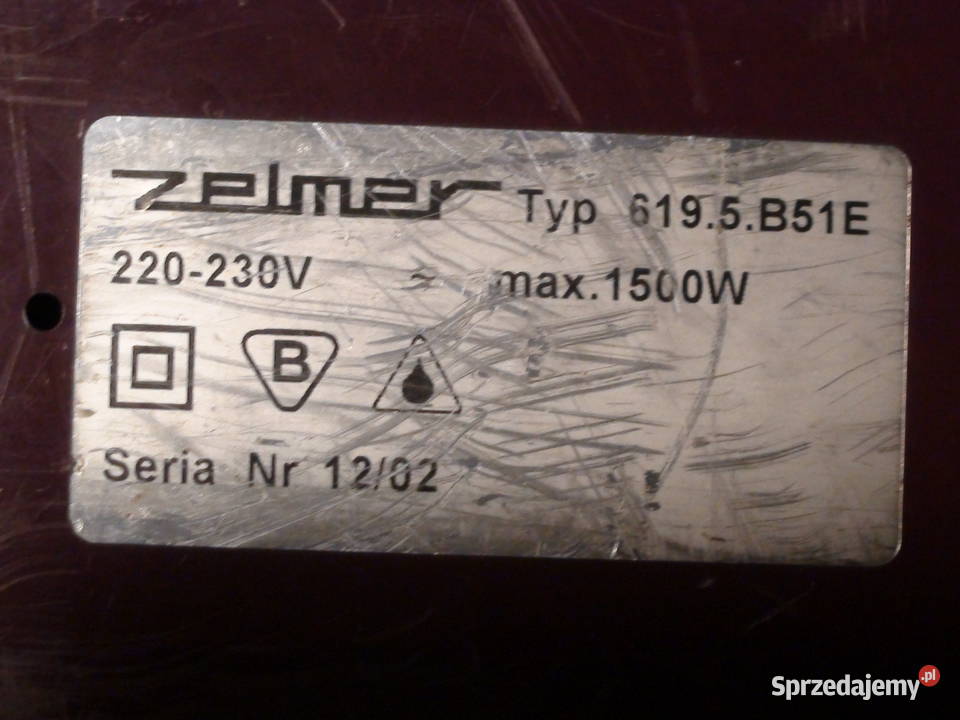 zelmer Typ 619.5.B51E
220-230V ~ max.1500W
B
Seria Nr 12/02
Sprzedajemy.pl